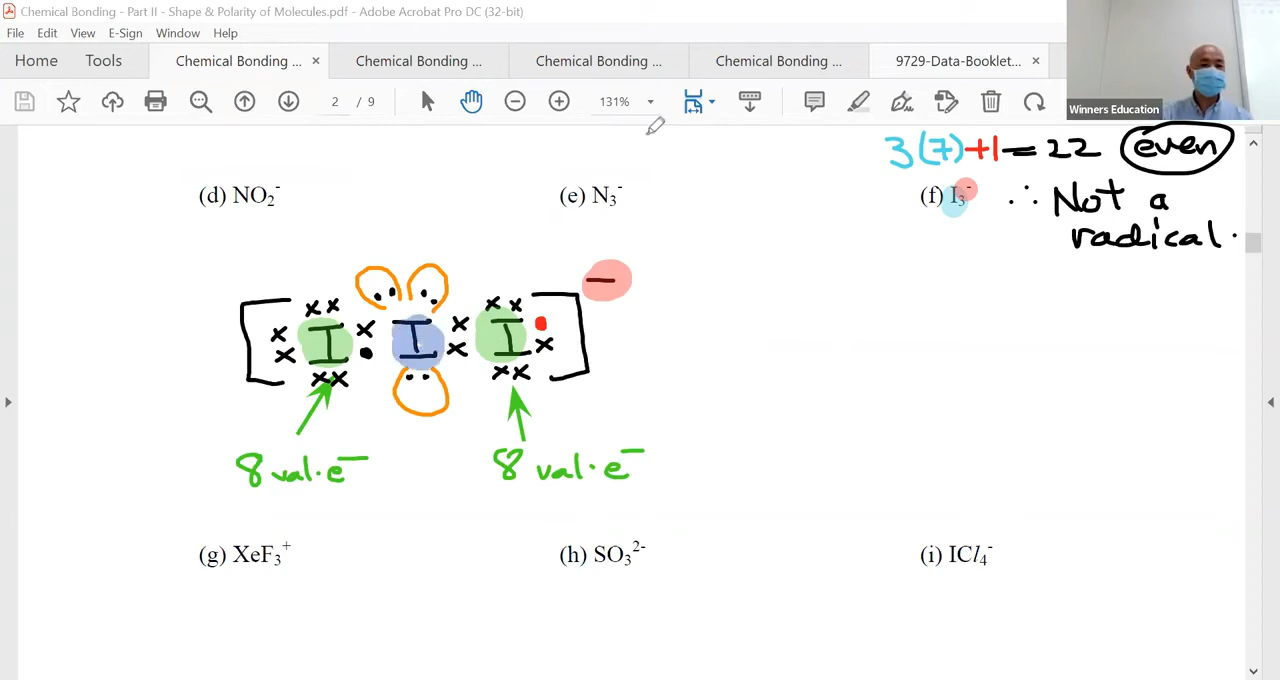 Chemical Bonding - Part II - Shape & Polarity of Molecules.pdf - Adobe Acrobat Pro DC (32-bit)
File Edit View E-Sign Window Help
Home Tools Chemical Bonding ... × Chemical Bonding ... Chemical Bonding ... Chemical Bonding ... 9729-Data-Booklet... ×
2 / 9 131%
Winners Education
3(7)+1=22 even
(d) NO₂⁻ (e) N₃⁻ (f) I₃⁻ ∴ Not a
radical.
[ I I I ]⁻
8 val.e⁻ 8 val.e⁻
(g) XeF₃⁺ (h) SO₃²⁻ (i) ICl₄⁻